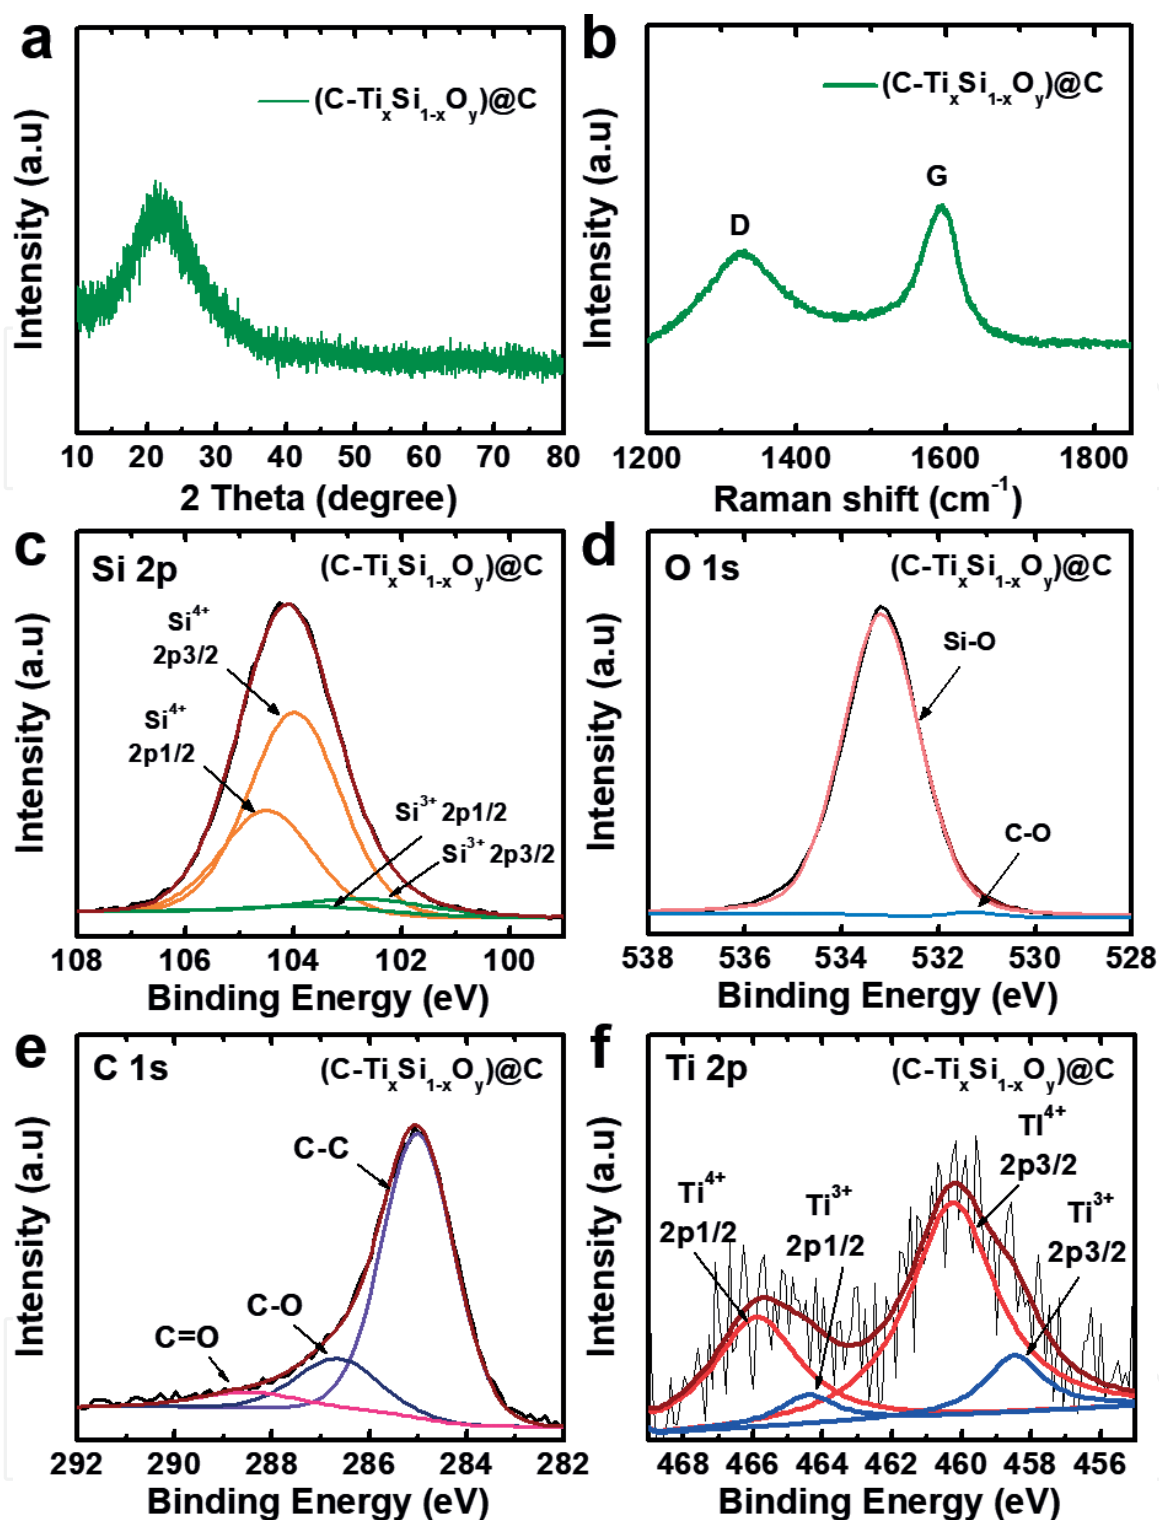 a
(C-TixSi1-xOy)@C
Intensity (a.u)
10 20 30 40 50 60 70 80
2 Theta (degree)
b
(C-TixSi1-xOy)@C
D
G
Intensity (a.u)
1200 1400 1600 1800
Raman shift (cm-1)
c
Si 2p
(C-TixSi1-xOy)@C
Si4+
2p3/2
Si4+
2p1/2
Si3+ 2p1/2
Si3+ 2p3/2
Intensity (a.u)
108 106 104 102 100
Binding Energy (eV)
d
O 1s
(C-TixSi1-xOy)@C
Si-O
C-O
Intensity (a.u)
538 536 534 532 530 528
Binding Energy (eV)
e
C 1s
(C-TixSi1-xOy)@C
C-C
C-O
C=O
Intensity (a.u)
292 290 288 286 284 282
Binding Energy (eV)
f
Ti 2p
(C-TixSi1-xOy)@C
TI4+
2p3/2
Ti4+
2p1/2
Ti3+
2p1/2
Ti3+
2p3/2
Intensity (a.u)
468 466 464 462 460 458 456
Binding Energy (eV)